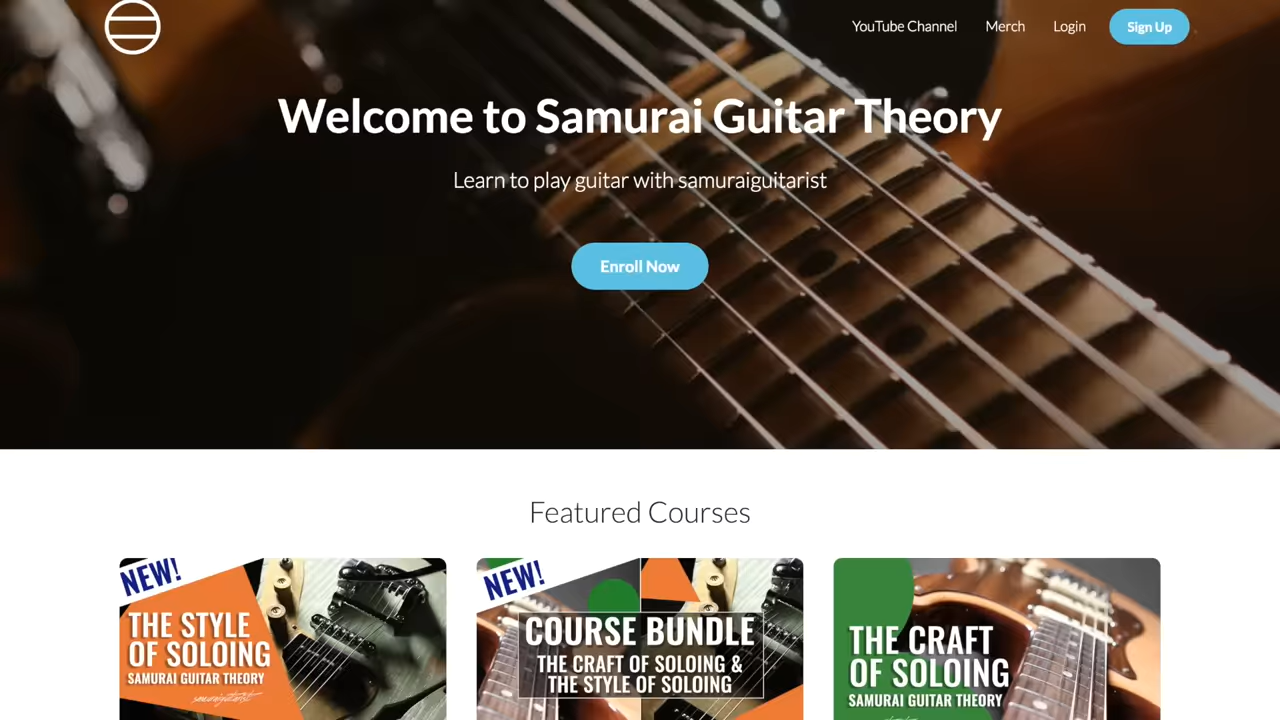 YouTube Channel
Merch
Login
Sign Up
Welcome to Samurai Guitar Theory
Learn to play guitar with samuraiguitarist
Enroll Now
Featured Courses
NEW!
THE STYLE
OF SOLOING
SAMURAI GUITAR THEORY
samuraiguitarist
NEW!
COURSE BUNDLE
THE CRAFT OF SOLOING &
THE STYLE OF SOLOING
THE CRAFT
OF SOLOING
SAMURAI GUITAR THEORY